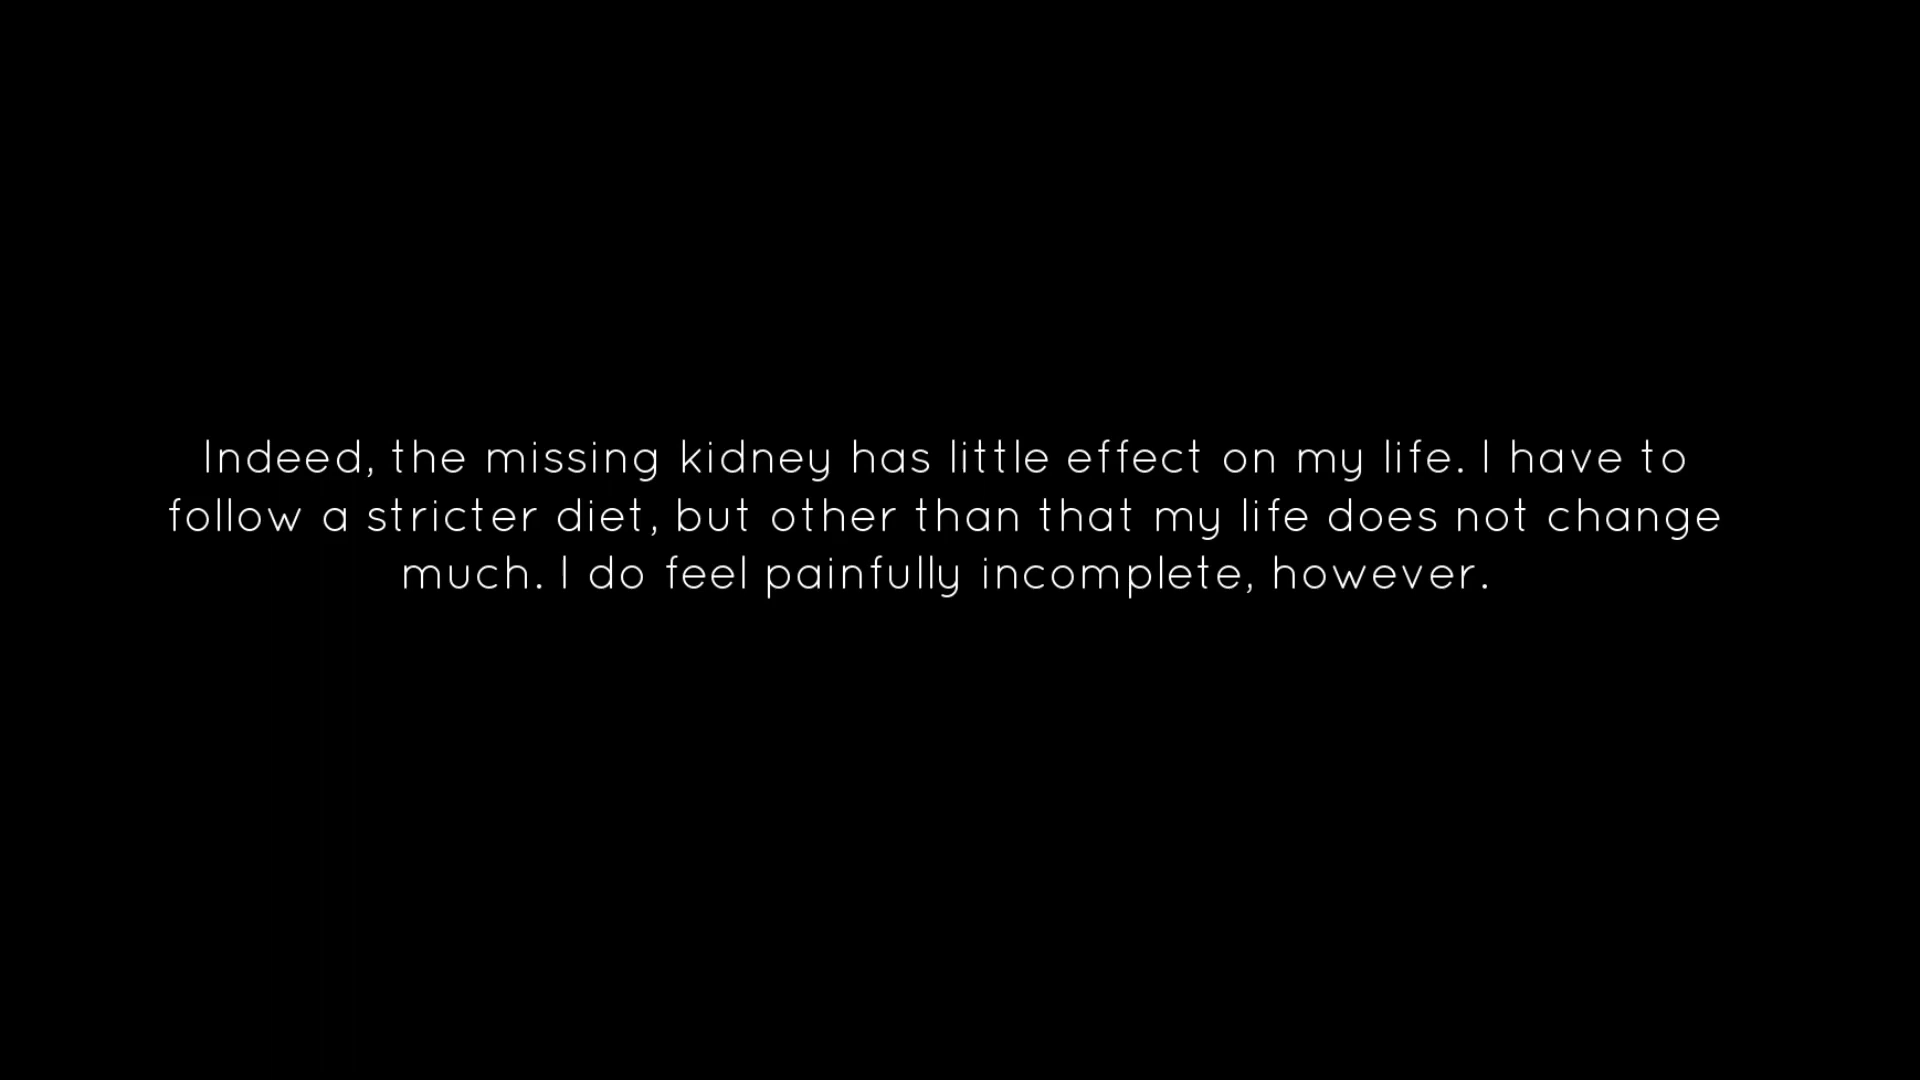 Indeed, the missing kidney has little effect on my life. I have to
follow a stricter diet, but other than that my life does not change
much. I do feel painfully incomplete, however.